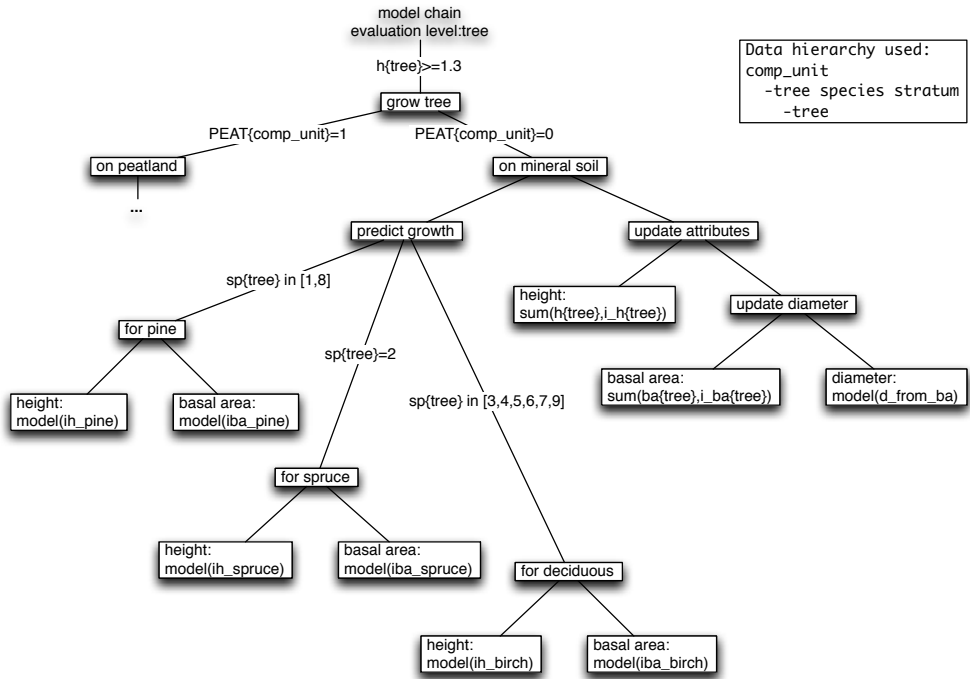 model chain
evaluation level:tree
h{tree}>=1.3
grow tree
Data hierarchy used:
comp_unit
-tree species stratum
-tree
PEAT{comp_unit}=1
PEAT{comp_unit}=0
on peatland
on mineral soil
...
predict growth
update attributes
sp{tree} in [1,8]
height:
sum(h{tree},i_h{tree})
update diameter
for pine
sp{tree}=2
basal area:
sum(ba{tree},i_ba{tree})
diameter:
model(d_from_ba)
height:
model(ih_pine)
basal area:
model(iba_pine)
sp{tree} in [3,4,5,6,7,9]
for spruce
height:
model(ih_spruce)
basal area:
model(iba_spruce)
for deciduous
height:
model(ih_birch)
basal area:
model(iba_birch)